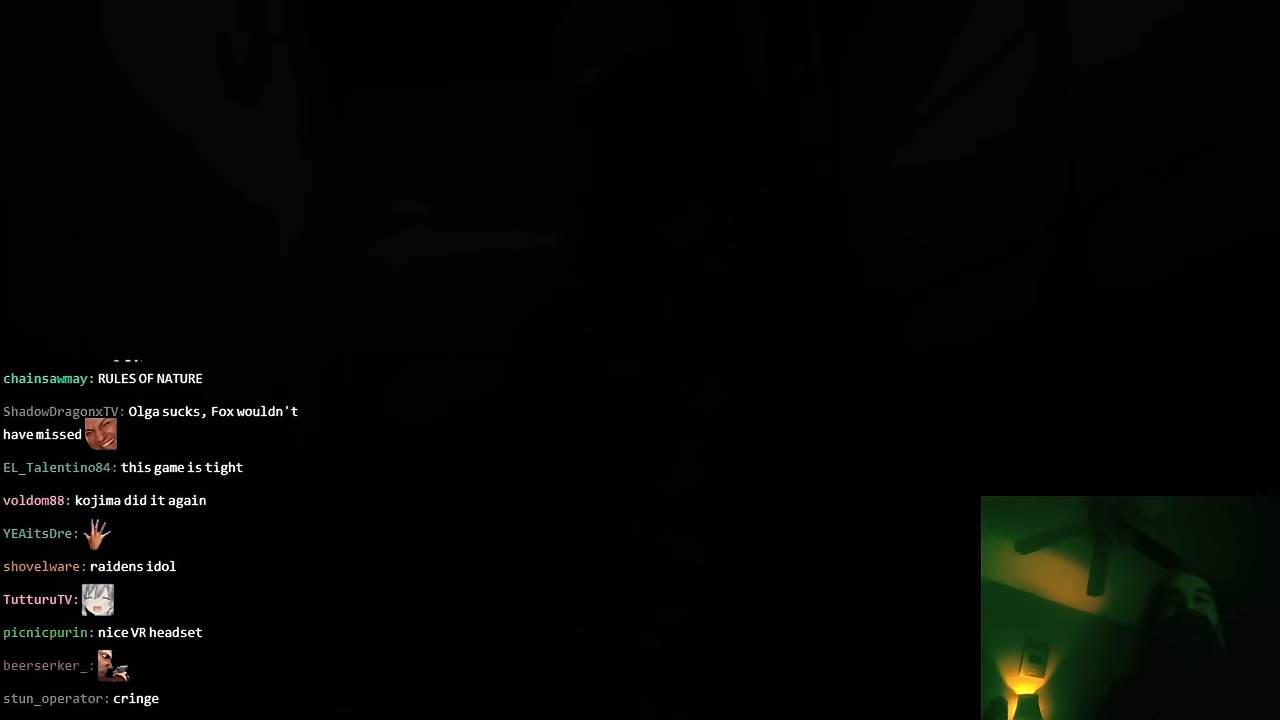 chainsawmay: RULES OF NATURE
ShadowDragonxTV: Olga sucks, Fox wouldn't
have missed
EL_Talentino84: this game is tight
voldom88: kojima did it again
YEAitsDre:
shovelware: raidens idol
TutturuTV:
picnicpurin: nice VR headset
beerserker_:
stun_operator: cringe